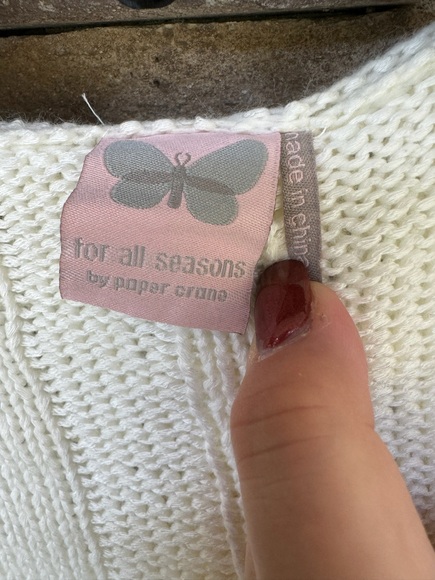 for all seasons
by paper crane
made in china